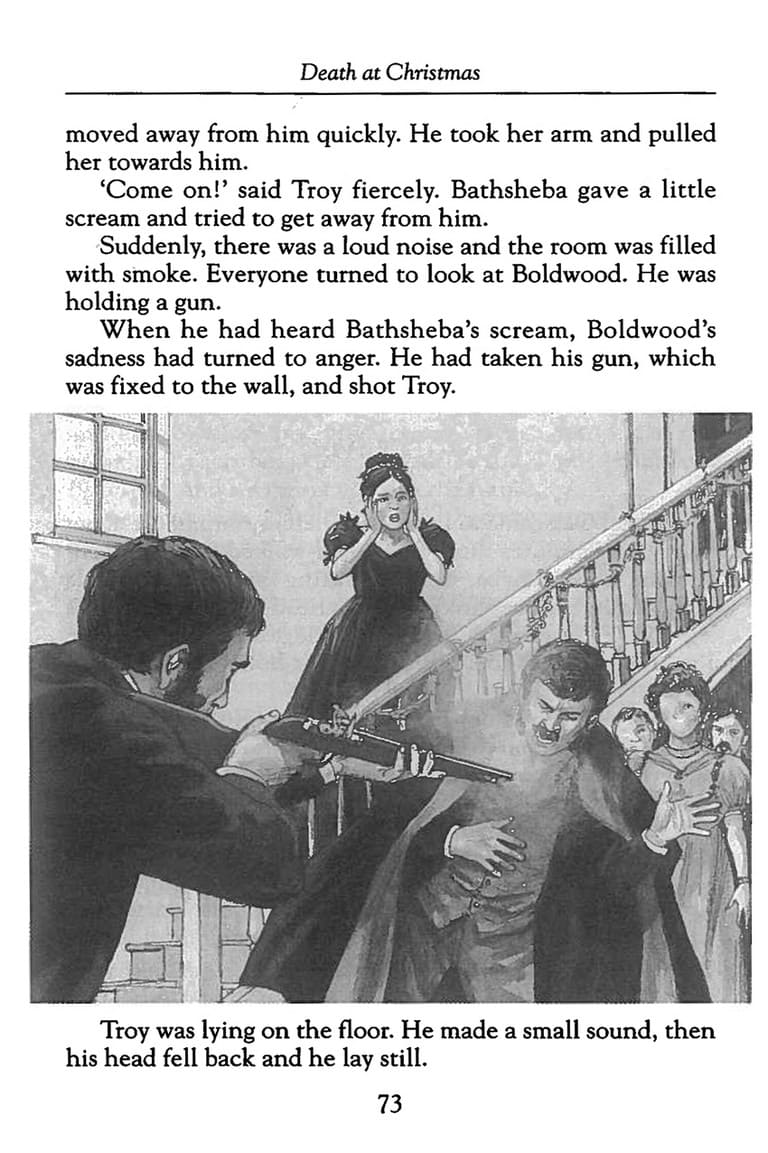 Death at Christmas
moved away from him quickly. He took her arm and pulled
her towards him.
‘Come on!’ said Troy fiercely. Bathsheba gave a little
scream and tried to get away from him.
Suddenly, there was a loud noise and the room was filled
with smoke. Everyone turned to look at Boldwood. He was
holding a gun.
When he had heard Bathsheba’s scream, Boldwood’s
sadness had turned to anger. He had taken his gun, which
was fixed to the wall, and shot Troy.
Troy was lying on the floor. He made a small sound, then
his head fell back and he lay still.
73